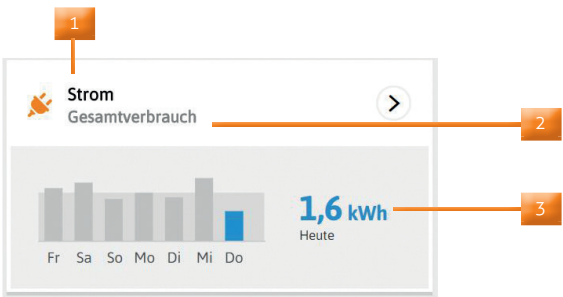 1
Strom
Gesamtverbrauch
2
1,6 kWh
3
Heute
Fr Sa So Mo Di Mi Do